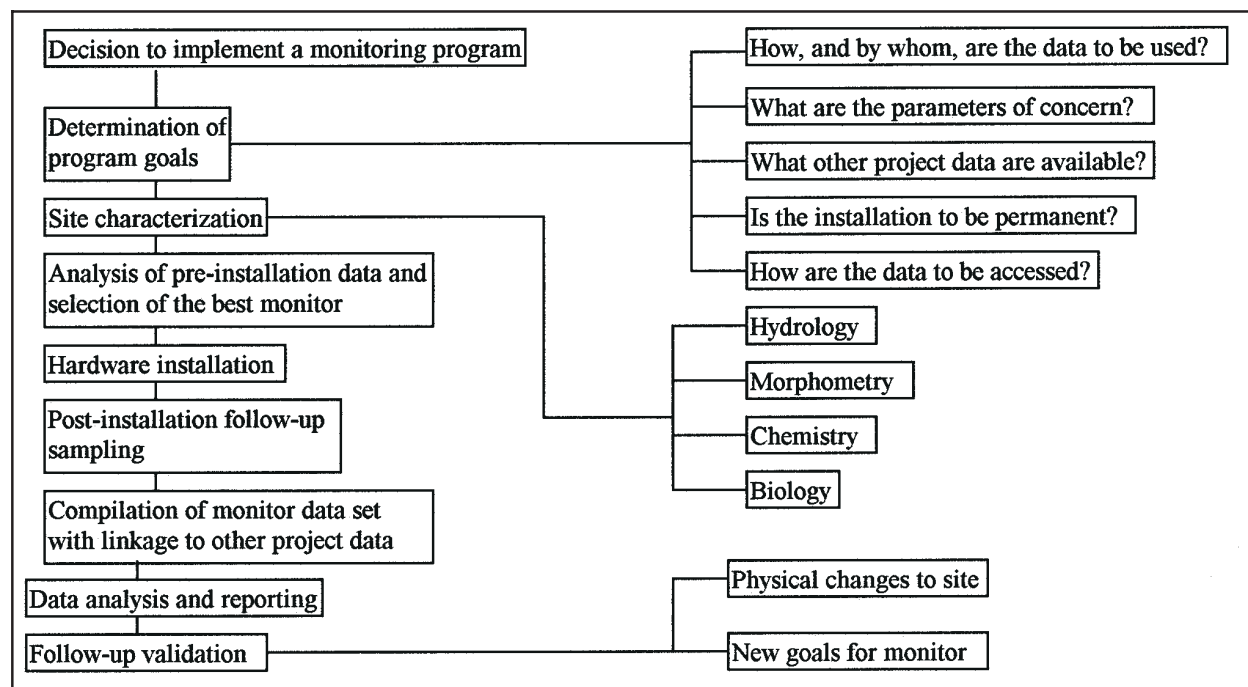 Decision to implement a monitoring program
Determination of
program goals
Site characterization
Analysis of pre-installation data and
selection of the best monitor
Hardware installation
Post-installation follow-up
sampling
Compilation of monitor data set
with linkage to other project data
Data analysis and reporting
Follow-up validation
How, and by whom, are the data to be used?
What are the parameters of concern?
What other project data are available?
Is the installation to be permanent?
How are the data to be accessed?
Hydrology
Morphometry
Chemistry
Biology
Physical changes to site
New goals for monitor